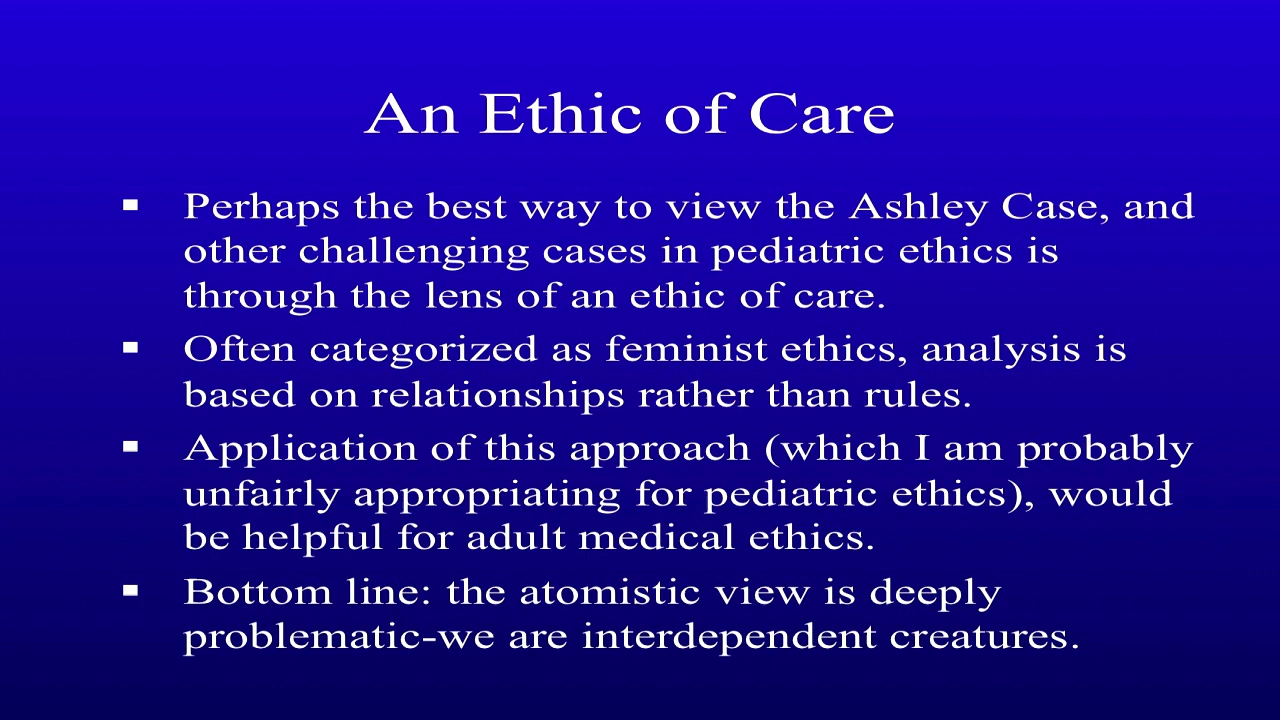 An Ethic of Care
▪ Perhaps the best way to view the Ashley Case, and
other challenging cases in pediatric ethics is
through the lens of an ethic of care.
▪ Often categorized as feminist ethics, analysis is
based on relationships rather than rules.
▪ Application of this approach (which I am probably
unfairly appropriating for pediatric ethics), would
be helpful for adult medical ethics.
▪ Bottom line: the atomistic view is deeply
problematic-we are interdependent creatures.